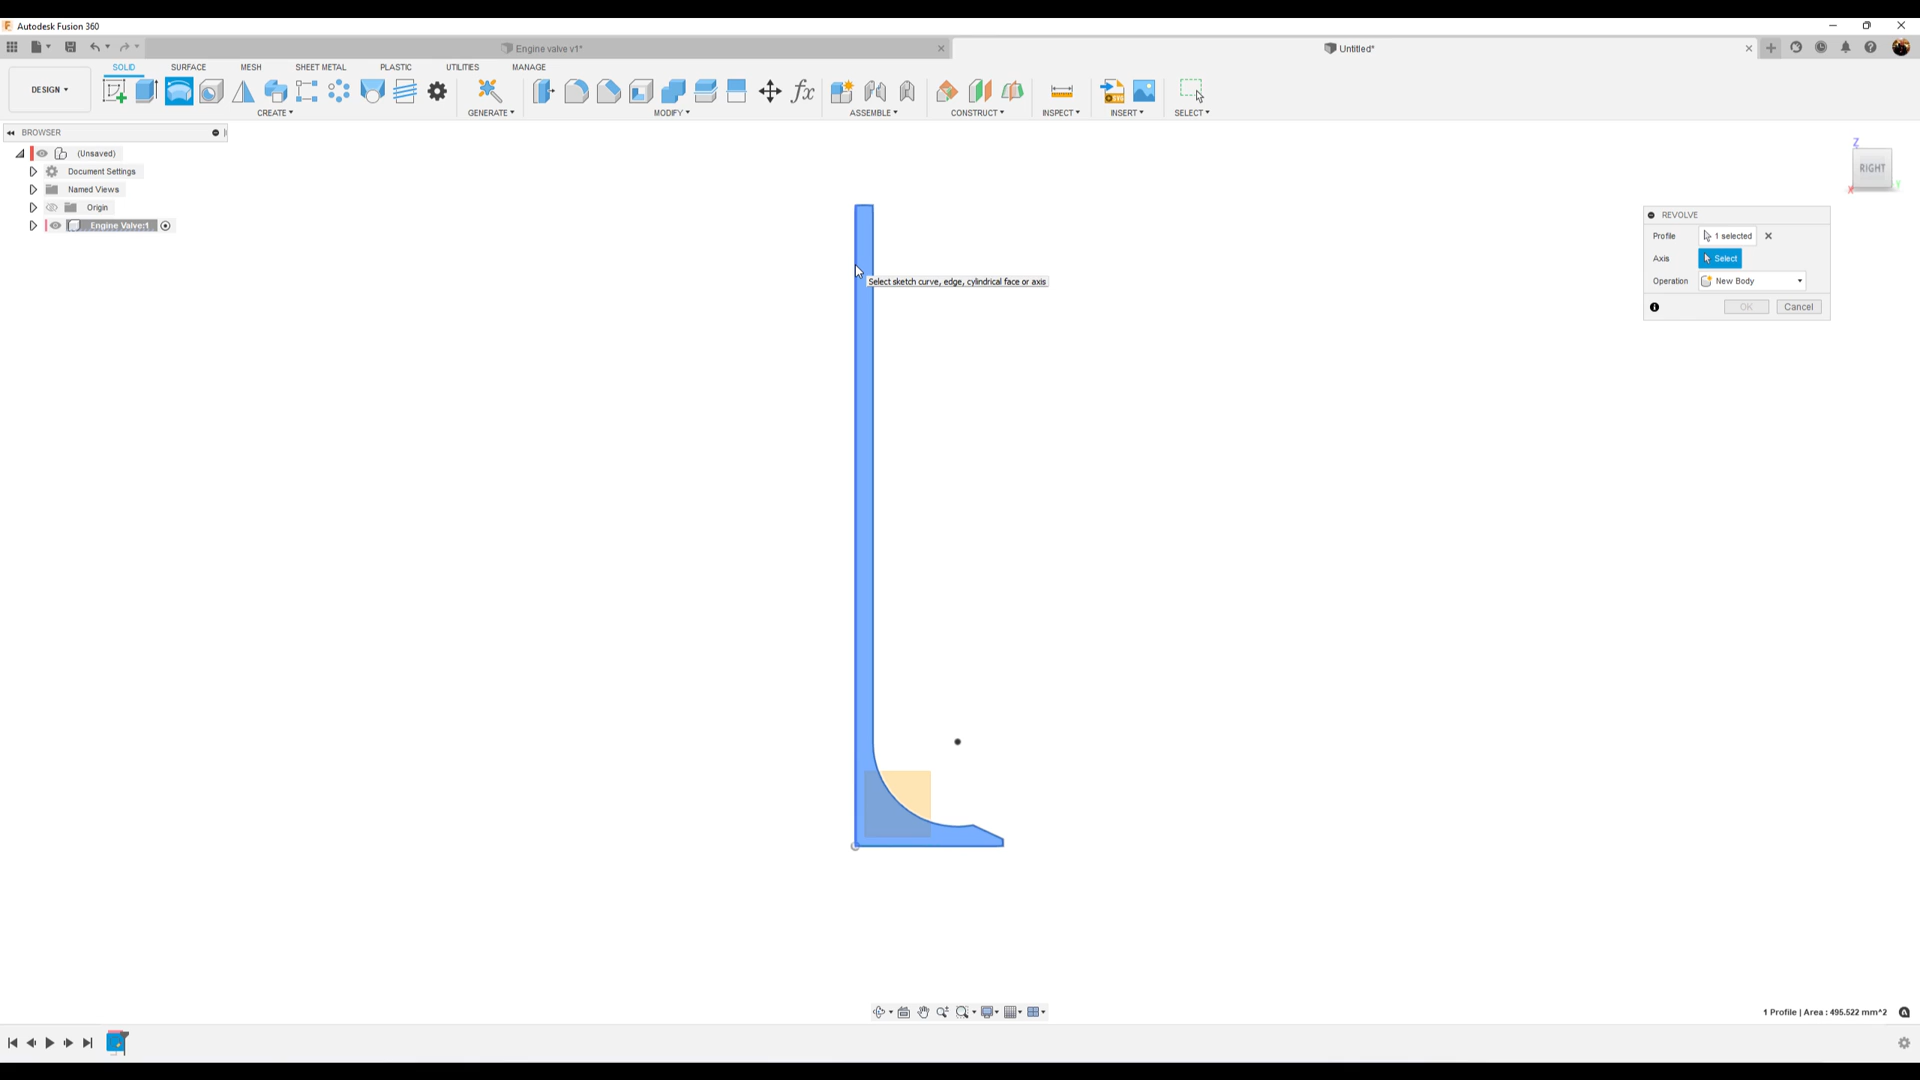 Autodesk Fusion 360
Engine valve v1*
Untitled*
DESIGN
SOLID SURFACE MESH SHEET METAL PLASTIC UTILITIES MANAGE
CREATE GENERATE MODIFY ASSEMBLE CONSTRUCT INSPECT INSERT SELECT
BROWSER
(Unsaved)
Document Settings
Named Views
Origin
Engine Valve:1
Z
RIGHT
X
Y
REVOLVE
Profile 1 selected
Axis Select
Operation New Body
OK Cancel
Select sketch curve, edge, cylindrical face or axis
1 Profile | Area : 495.522 mm^2